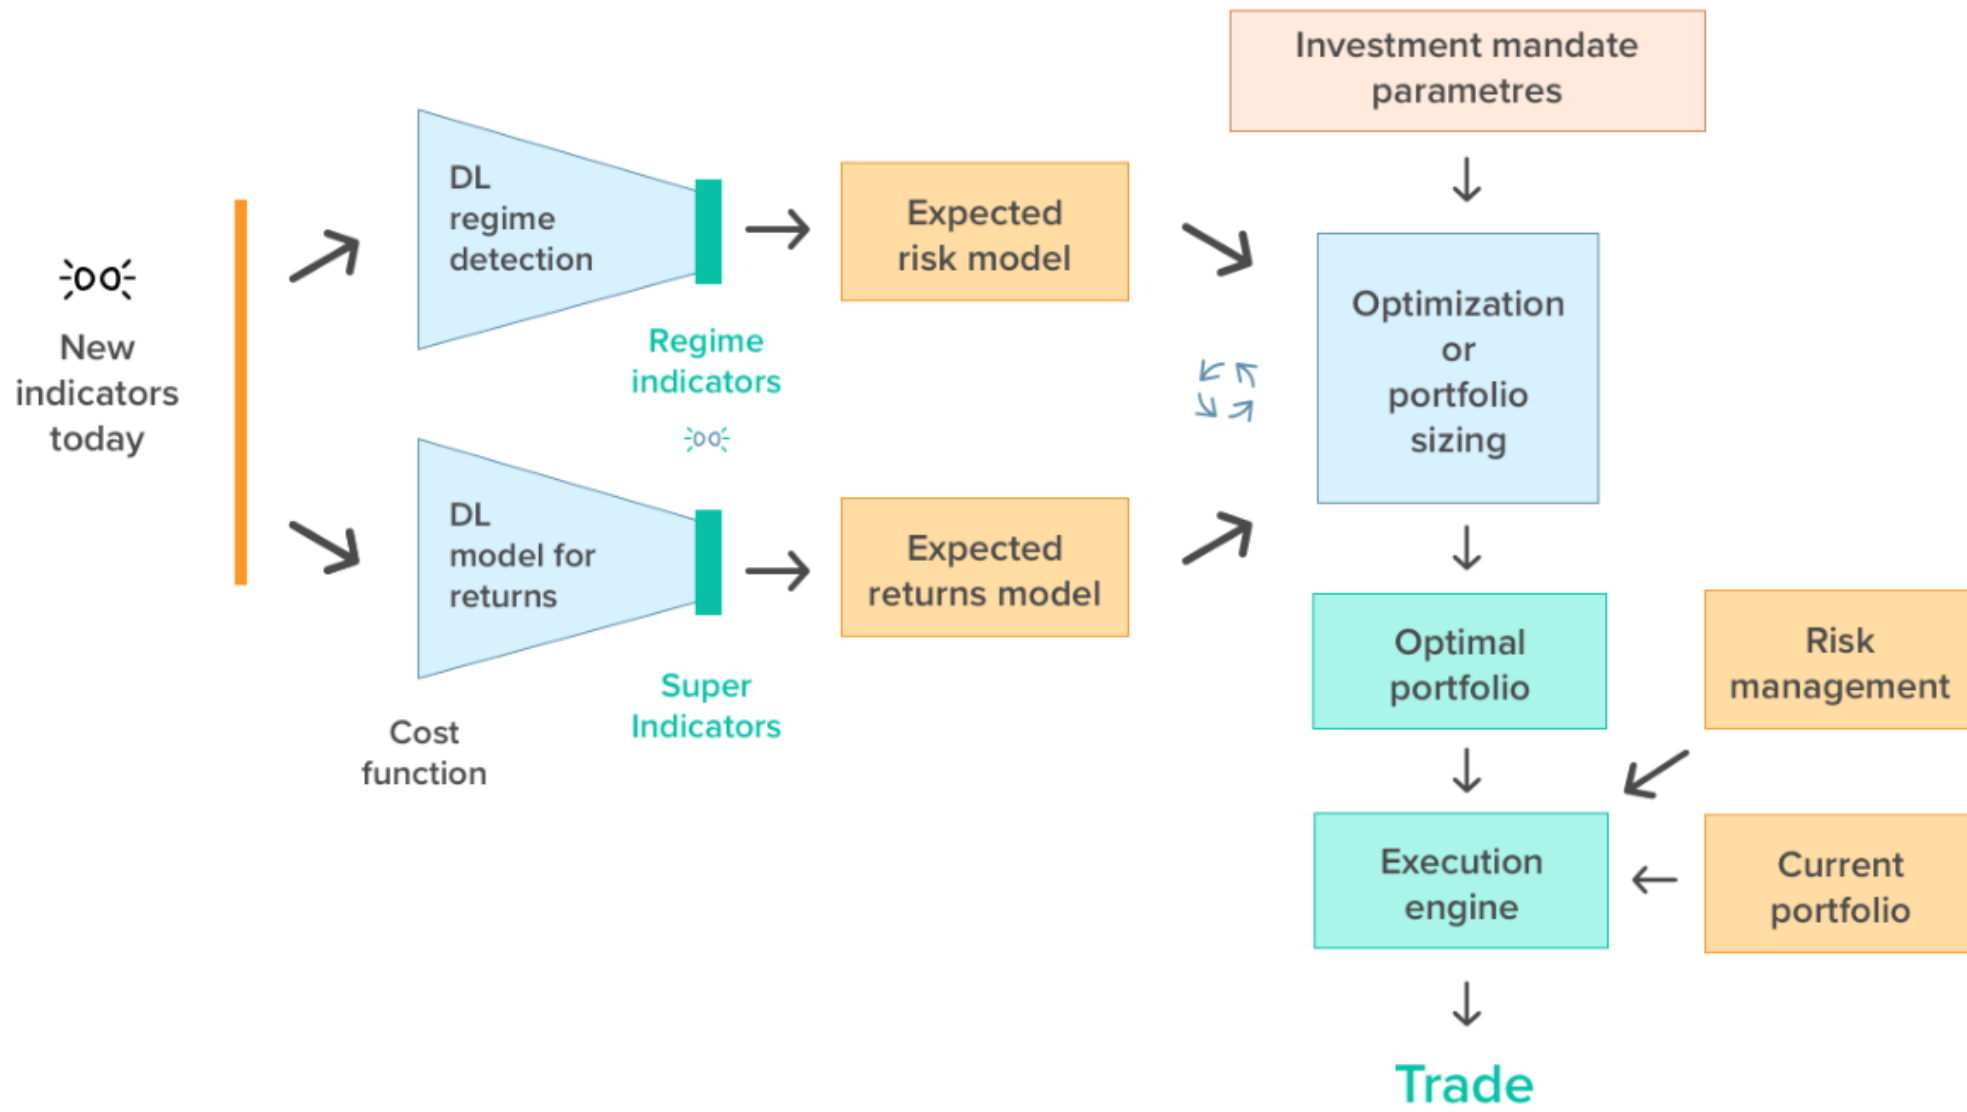 New
indicators
today
DL
regime
detection
Regime
indicators
DL
model for
returns
Super
Indicators
Cost
function
Expected
risk model
Expected
returns model
Investment mandate
parametres
Optimization
or
portfolio
sizing
Optimal
portfolio
Risk
management
Execution
engine
Current
portfolio
Trade